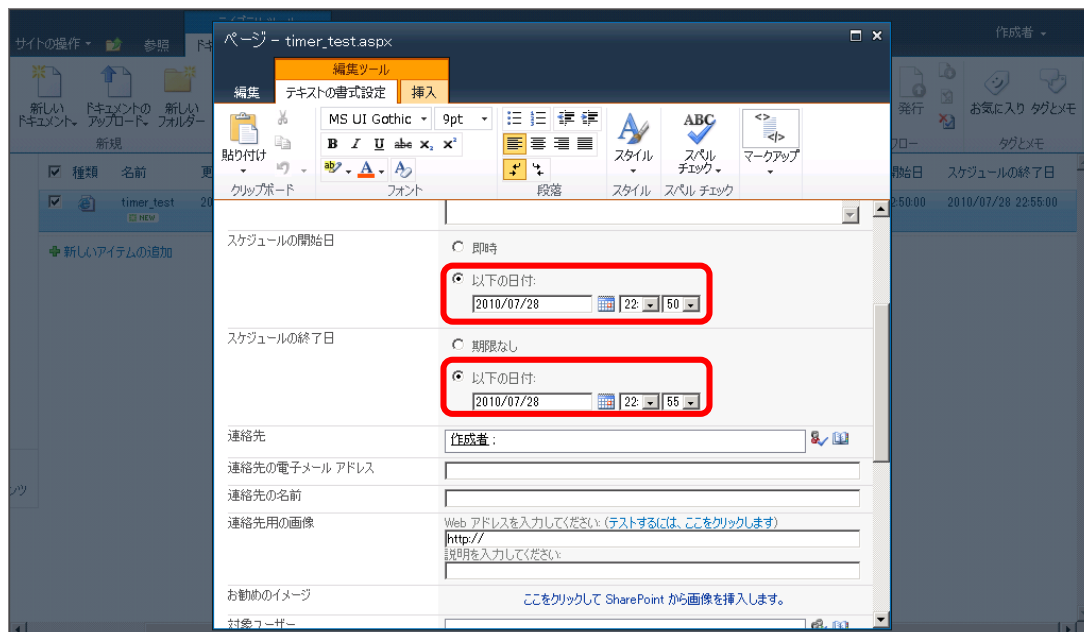 サイトの操作
参照
作成者
ページ - timer_test.aspx
編集ツール
編集
テキストの書式設定
挿入
新しい
ドキュメント
ドキュメントの
アップロード
新しい
フォルダー
新規
貼り付け
クリップボード
MS UI Gothic
9pt
B I U abc x₂ x²
フォント
段落
スタイル
スタイル
ABC
スペル
チェック
スペル チェック
マークアップ
発行
お気に入り
タグとメモ
タグとメモ
種類
名前
スケジュールの終了日
timer_test
NEW
2010/07/28 22:55:00
新しいアイテムの追加
スケジュールの開始日
即時
以下の日付:
2010/07/28
22:
50
スケジュールの終了日
期限なし
以下の日付:
2010/07/28
22:
55
連絡先
作成者 ;
連絡先の電子メール アドレス
連絡先の名前
連絡先用の画像
Web アドレスを入力してください: (テストするには、ここをクリックします)
http://
説明を入力してください:
お勧めのイメージ
ここをクリックして SharePoint から画像を挿入します。
対象ユーザー